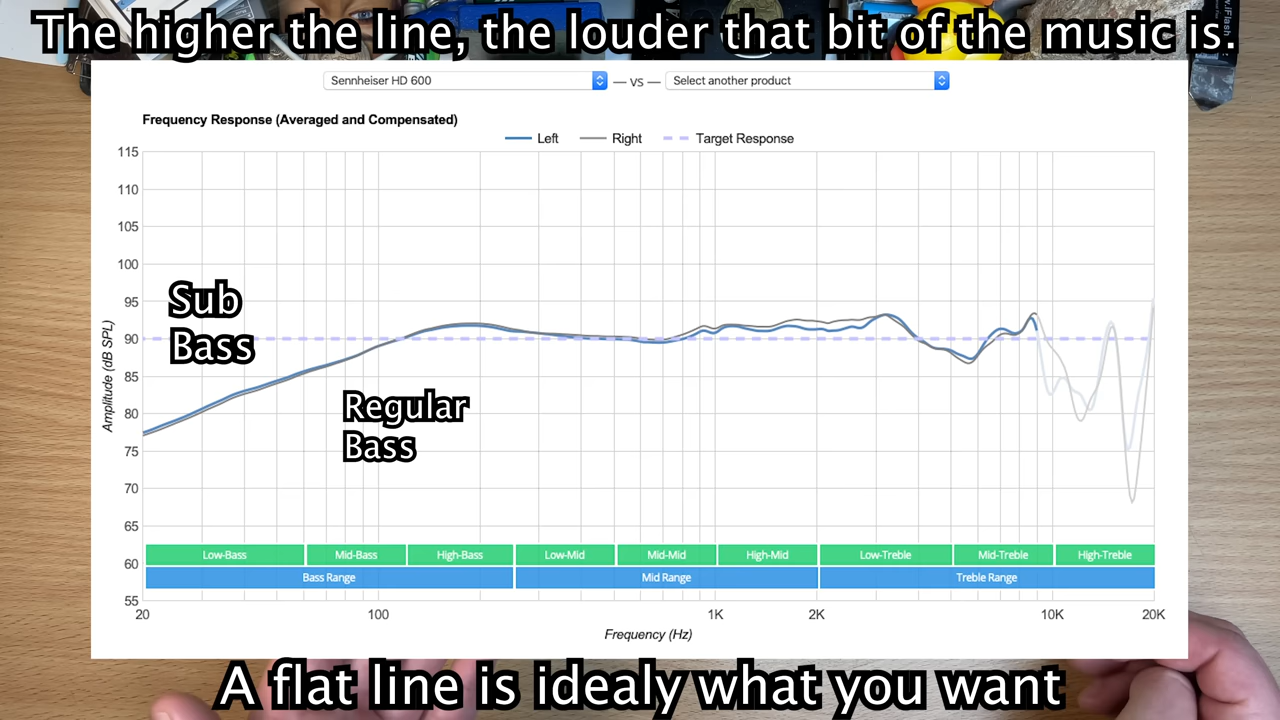 The higher the line, the louder that bit of the music is.
Sennheiser HD 600 — vs — Select another product
Frequency Response (Averaged and Compensated)
Left Right Target Response
115
110
105
100
95
90
85
80
75
70
65
60
55
Amplitude (dB SPL)
Sub
Bass
Regular
Bass
Low-Bass Mid-Bass High-Bass Low-Mid Mid-Mid High-Mid Low-Treble Mid-Treble High-Treble
Bass Range Mid Range Treble Range
20 100 1K 2K 10K 20K
Frequency (Hz)
A flat line is idealy what you want